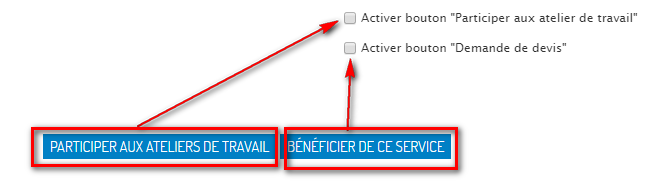 Activer bouton "Participer aux atelier de travail"
Activer bouton "Demande de devis"
PARTICIPER AUX ATELIERS DE TRAVAIL
BÉNÉFICIER DE CE SERVICE